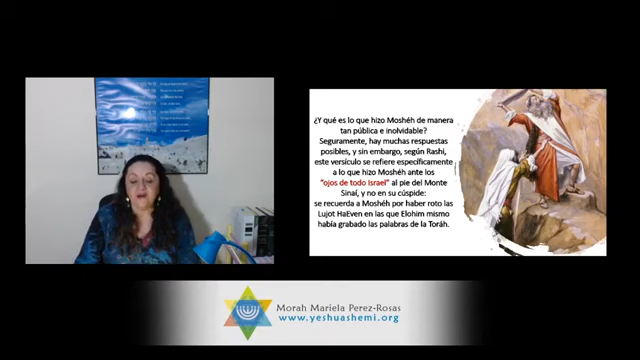 ¿Y qué es lo que hizo Moshéh de manera
tan pública e inolvidable?
Seguramente, hay muchas respuestas
posibles, y sin embargo, según Rashi,
este versículo se refiere específicamente
a lo que hizo Moshéh ante los
"ojos de todo Israel" al pie del Monte
Sinaí, y no en su cúspide:
se recuerda a Moshéh por haber roto las
Lujot HaEven en las que Elohim mismo
había grabado las palabras de la Toráh.
Morah Mariela Perez-Rosas
www.yeshuashemi.org